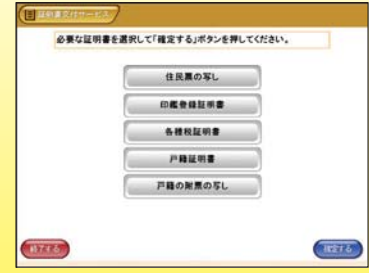 証明書交付サービス
必要な証明書を選択して「確定する」ボタンを押してください。
住民票の写し
印鑑登録証明書
各種税証明書
戸籍証明書
戸籍の附票の写し
終了する
確定する